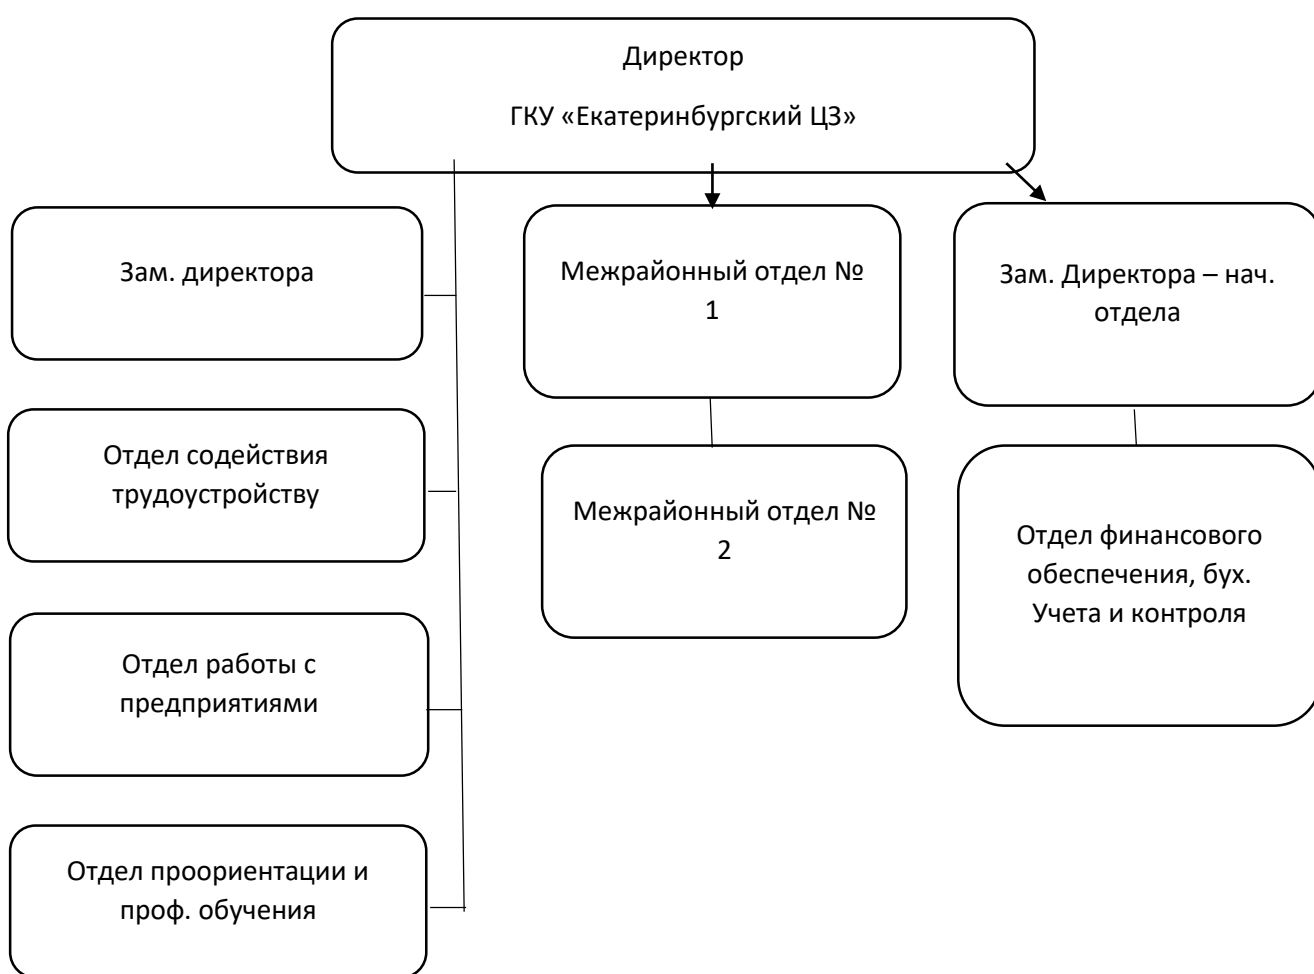 Директор
ГКУ «Екатеринбургский ЦЗ»
Зам. директора
Межрайонный отдел №
1
Зам. Директора – нач.
отдела
Отдел содействия
трудоустройству
Межрайонный отдел №
2
Отдел финансового
обеспечения, бух.
Учета и контроля
Отдел работы с
предприятиями
Отдел проориентации и
проф. обучения